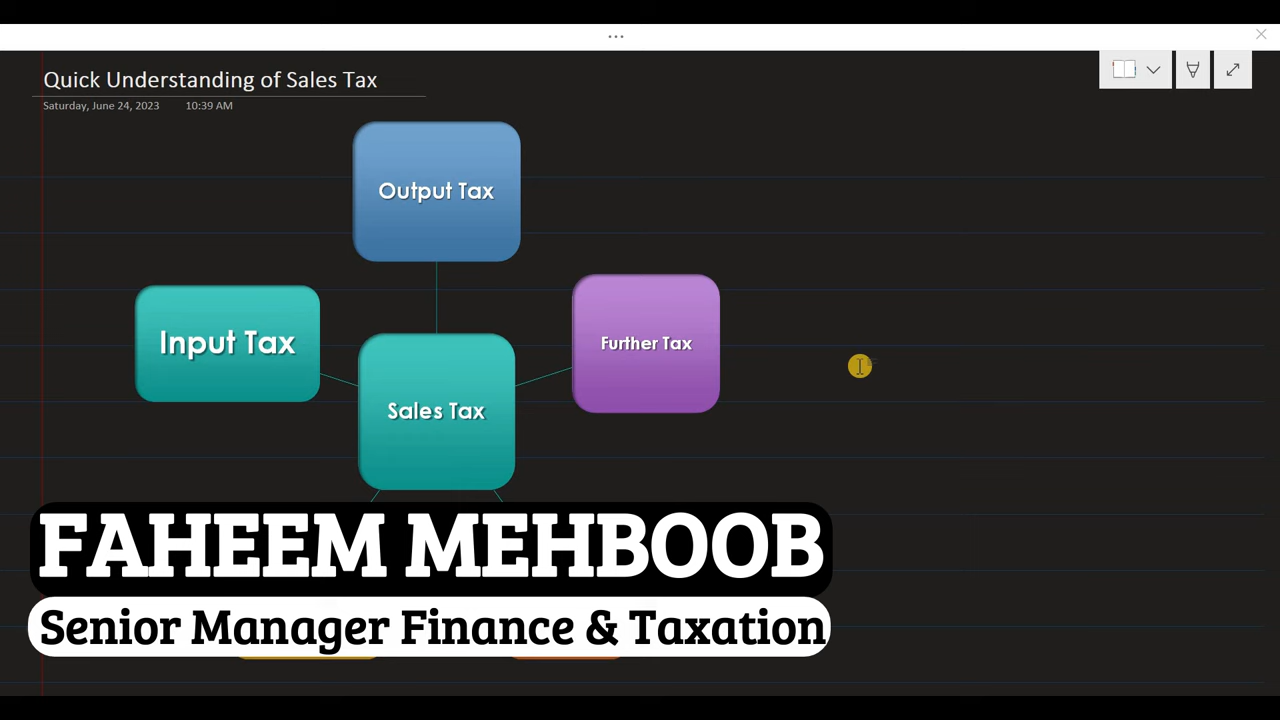 Quick Understanding of Sales Tax
Saturday, June 24, 2023 10:39 AM
Output Tax
Input Tax
Further Tax
Sales Tax
FAHEEM MEHBOOB
Senior Manager Finance & Taxation